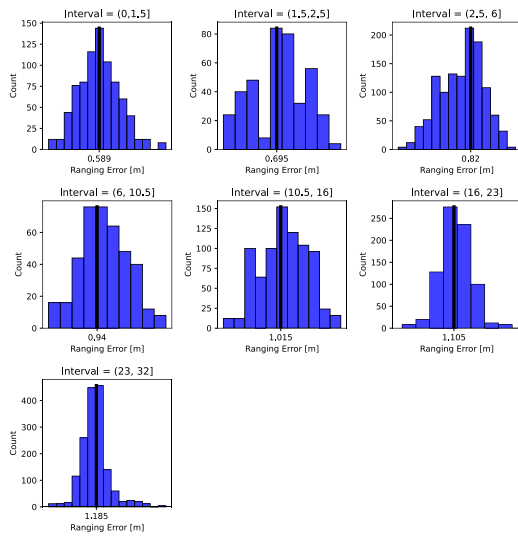 Interval = (0,1.5]
Count
150
125
100
75
50
25
0
0.589
Ranging Error [m]
Interval = (1.5,2.5]
Count
80
60
40
20
0
0.695
Ranging Error [m]
Interval = (2.5, 6]
Count
200
150
100
50
0
0.82
Ranging Error [m]
Interval = (6, 10.5]
Count
60
40
20
0
0.94
Ranging Error [m]
Interval = (10.5, 16]
Count
150
125
100
75
50
25
0
1.015
Ranging Error [m]
Interval = (16, 23]
Count
250
200
150
100
50
0
1.105
Ranging Error [m]
Interval = (23, 32]
Count
400
300
200
100
0
1.185
Ranging Error [m]